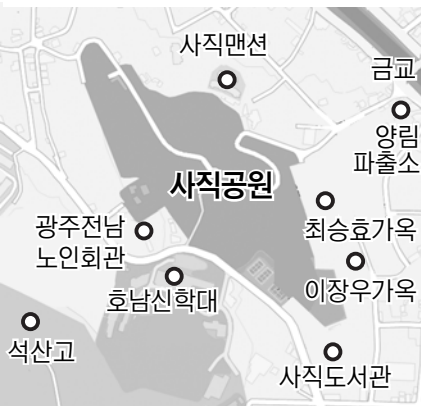 사직맨션
금교
양림
파출소
사직공원
최승효가옥
광주전남
노인회관
이장우가옥
호남신학대
석산고
사직도서관